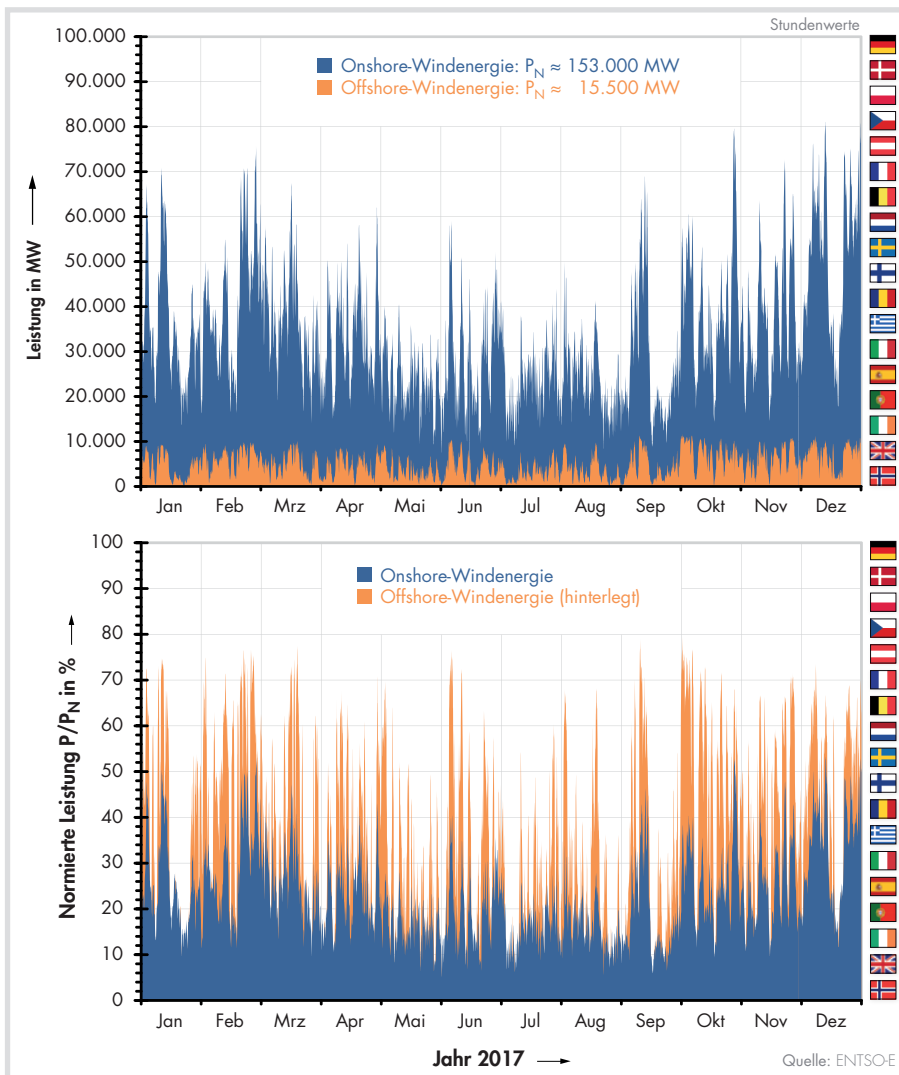 Stundenwerte
100.000
90.000
80.000
70.000
60.000
50.000
40.000
30.000
20.000
10.000
0
Leistung in MW
Onshore-Windenergie: PN ≈ 153.000 MW
Offshore-Windenergie: PN ≈ 15.500 MW
Jan Feb Mrz Apr Mai Jun Jul Aug Sep Okt Nov Dez
100
90
80
70
60
50
40
30
20
10
0
Normierte Leistung P/PN in %
Onshore-Windenergie
Offshore-Windenergie (hinterlegt)
Jan Feb Mrz Apr Mai Jun Jul Aug Sep Okt Nov Dez
Jahr 2017
Quelle: ENTSO-E